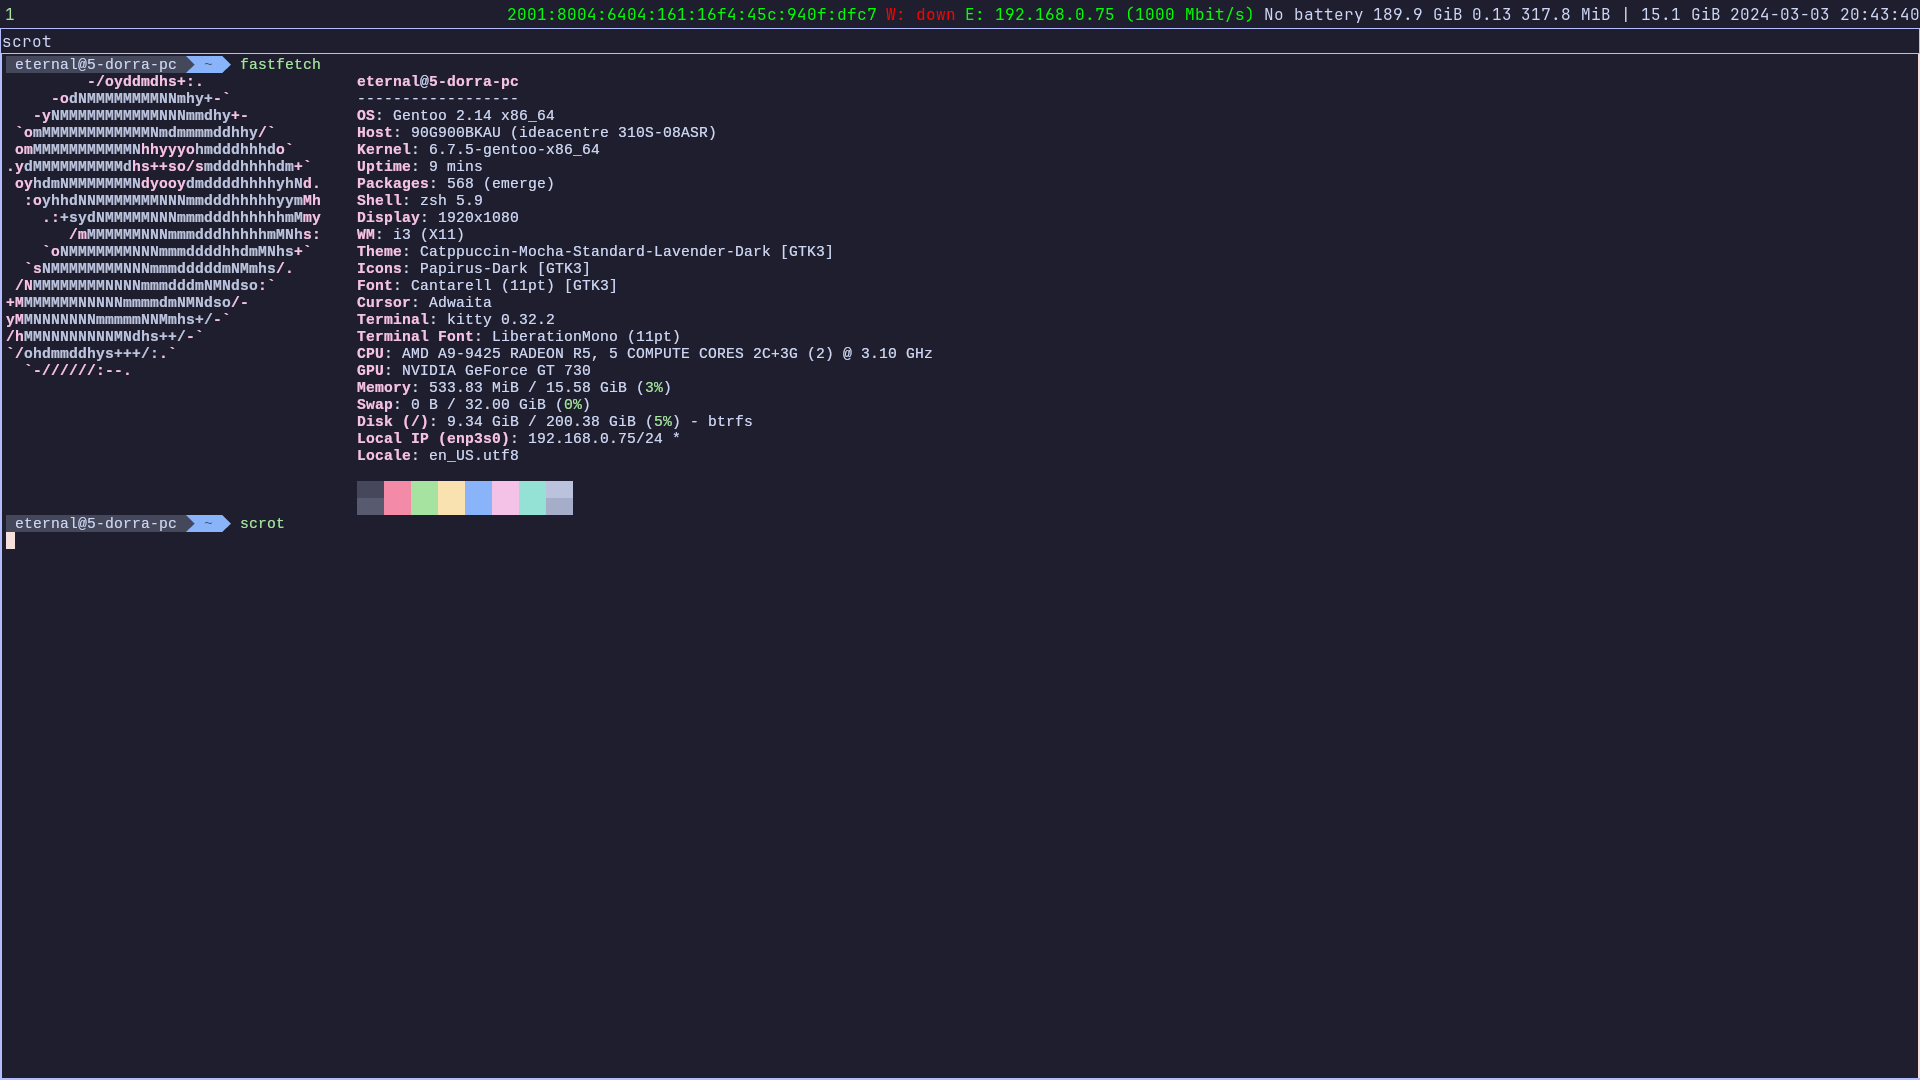 1 2001:8004:6404:161:16f4:45c:940f:dfc7 W: down E: 192.168.0.75 (1000 Mbit/s) No battery 189.9 GiB 0.13 317.8 MiB | 15.1 GiB 2024-03-03 20:43:40
scrot
eternal@5-dorra-pc ~ fastfetch
-/oyddmdhs+:. eternal@5-dorra-pc
-odNMMMMMMMMNNmhy+-` ------------------
-yNMMMMMMMMMMMNNNmmdhy+- OS: Gentoo 2.14 x86_64
`omMMMMMMMMMMMMNmdmmmmddhhy/` Host: 90G900BKAU (ideacentre 310S-08ASR)
omMMMMMMMMMMMNhhyyyohmdddhhhdo` Kernel: 6.7.5-gentoo-x86_64
.ydMMMMMMMMMMdhs++so/smdddhhhhdm+` Uptime: 9 mins
oyhdmNMMMMMMMNdyooydmddddhhhhyhNd. Packages: 568 (emerge)
:oyhhdNNMMMMMMMNNNmmdddhhhhhyymMh Shell: zsh 5.9
.:+sydNMMMMMNNNmmmdddhhhhhhmMmy Display: 1920x1080
/mMMMMMMNNNmmmdddhhhhhmMNhs: WM: i3 (X11)
`oNMMMMMMMNNNmmmddddhhdmMNhs+` Theme: Catppuccin-Mocha-Standard-Lavender-Dark [GTK3]
`sNMMMMMMMMNNNmmmdddddmNMmhs/. Icons: Papirus-Dark [GTK3]
/NMMMMMMMMNNNNmmmdddmNMNdso:` Font: Cantarell (11pt) [GTK3]
+MMMMMMMNNNNNmmmmdmNMNdso/- Cursor: Adwaita
yMMNNNNNNNmmmmmNNMmhs+/-` Terminal: kitty 0.32.2
/hMMNNNNNNNNMNdhs++/-` Terminal Font: LiberationMono (11pt)
`/ohdmmddhys+++/:.` CPU: AMD A9-9425 RADEON R5, 5 COMPUTE CORES 2C+3G (2) @ 3.10 GHz
`-//////:--. GPU: NVIDIA GeForce GT 730
Memory: 533.83 MiB / 15.58 GiB (3%)
Swap: 0 B / 32.00 GiB (0%)
Disk (/): 9.34 GiB / 200.38 GiB (5%) - btrfs
Local IP (enp3s0): 192.168.0.75/24 *
Locale: en_US.utf8
eternal@5-dorra-pc ~ scrot